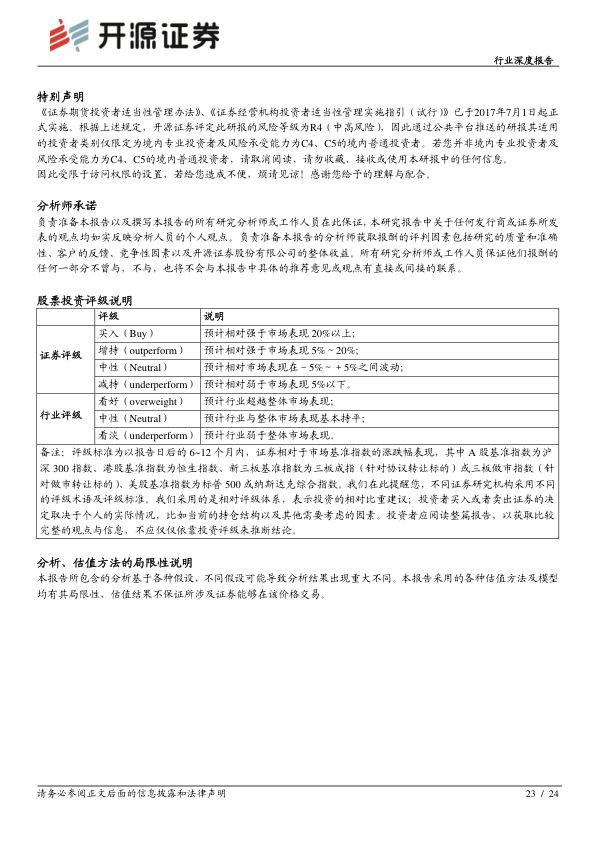 开源证券
行业深度报告
特别声明
《证券期货投资者适当性管理办法》、《证券经营机构投资者适当性管理实施指引（试行）》已于2017年7月1日起正
式实施。根据上述规定，开源证券评定此研报的风险等级为R4（中高风险），因此通过公共平台推送的研报其适用
的投资者类别仅限定为境内专业投资者及风险承受能力为C4、C5的境内普通投资者。若您并非境内专业投资者及
风险承受能力为C4、C5的境内普通投资者，请取消阅读，请勿收藏、接收或使用本研报中的任何信息。
因此受限于访问权限的设置，若给您造成不便，烦请见谅！感谢您给予的理解与配合。
分析师承诺
负责准备本报告以及撰写本报告的所有研究分析师或工作人员在此保证，本研究报告中关于任何发行商或证券所发
表的观点均如实反映分析人员的个人观点。负责准备本报告的分析师获取报酬的评判因素包括研究的质量和准确
性、客户的反馈、竞争性因素以及开源证券股份有限公司的整体收益。所有研究分析师或工作人员保证他们报酬的
任何一部分不曾与，不与，也将不会与本报告中具体的推荐意见或观点有直接或间接的联系。
股票投资评级说明
评级 说明
证券评级
买入（Buy） 预计相对强于市场表现 20%以上；
增持（outperform） 预计相对强于市场表现 5%～20%；
中性（Neutral） 预计相对市场表现在－5%～＋5%之间波动；
减持（underperform） 预计相对弱于市场表现 5%以下。
行业评级
看好（overweight） 预计行业超越整体市场表现；
中性（Neutral） 预计行业与整体市场表现基本持平；
看淡（underperform） 预计行业弱于整体市场表现。
备注：评级标准为以报告日后的 6~12 个月内，证券相对于市场基准指数的涨跌幅表现，其中 A 股基准指数为沪
深 300 指数、港股基准指数为恒生指数、新三板基准指数为三板成指（针对协议转让标的）或三板做市指数（针
对做市转让标的）、美股基准指数为标普 500 或纳斯达克综合指数。我们在此提醒您，不同证券研究机构采用不同
的评级术语及评级标准。我们采用的是相对评级体系，表示投资的相对比重建议；投资者买入或者卖出证券的决
定取决于个人的实际情况，比如当前的持仓结构以及其他需要考虑的因素。投资者应阅读整篇报告，以获取比较
完整的观点与信息，不应仅仅依靠投资评级来推断结论。
分析、估值方法的局限性说明
本报告所包含的分析基于各种假设，不同假设可能导致分析结果出现重大不同。本报告采用的各种估值方法及模型
均有其局限性，估值结果不保证所涉及证券能够在该价格交易。
请务必参阅正文后面的信息披露和法律声明
23 / 24